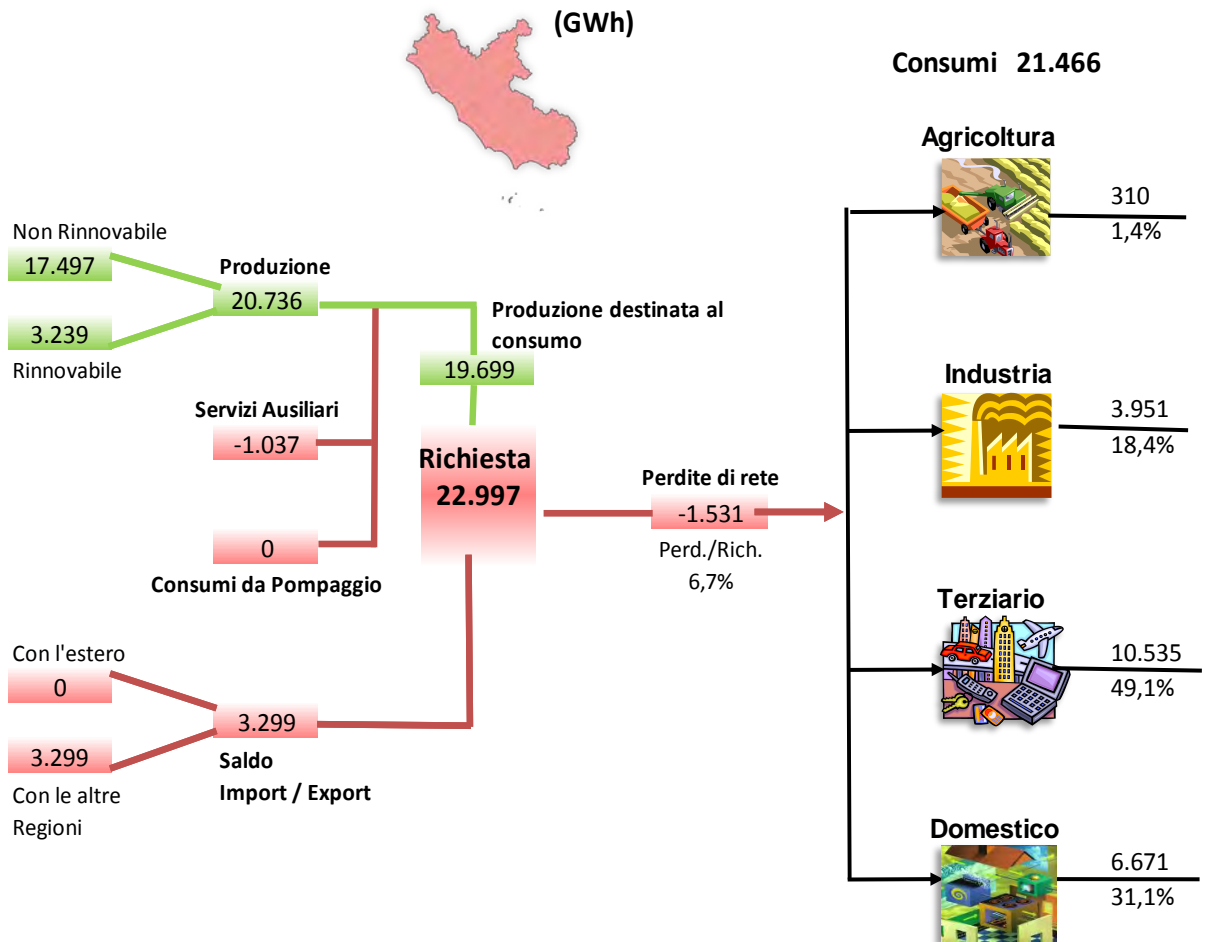 (GWh)
Consumi 21.466
Agricoltura
310
1,4%
Non Rinnovabile
17.497
Produzione
20.736
3.239
Rinnovabile
Produzione destinata al
consumo
19.699
Servizi Ausiliari
-1.037
Richiesta
22.997
0
Consumi da Pompaggio
Perdite di rete
-1.531
Perd./Rich.
6,7%
Industria
3.951
18,4%
Con l'estero
0
3.299
Con le altre
Regioni
3.299
Saldo
Import / Export
Terziario
10.535
49,1%
Domestico
6.671
31,1%